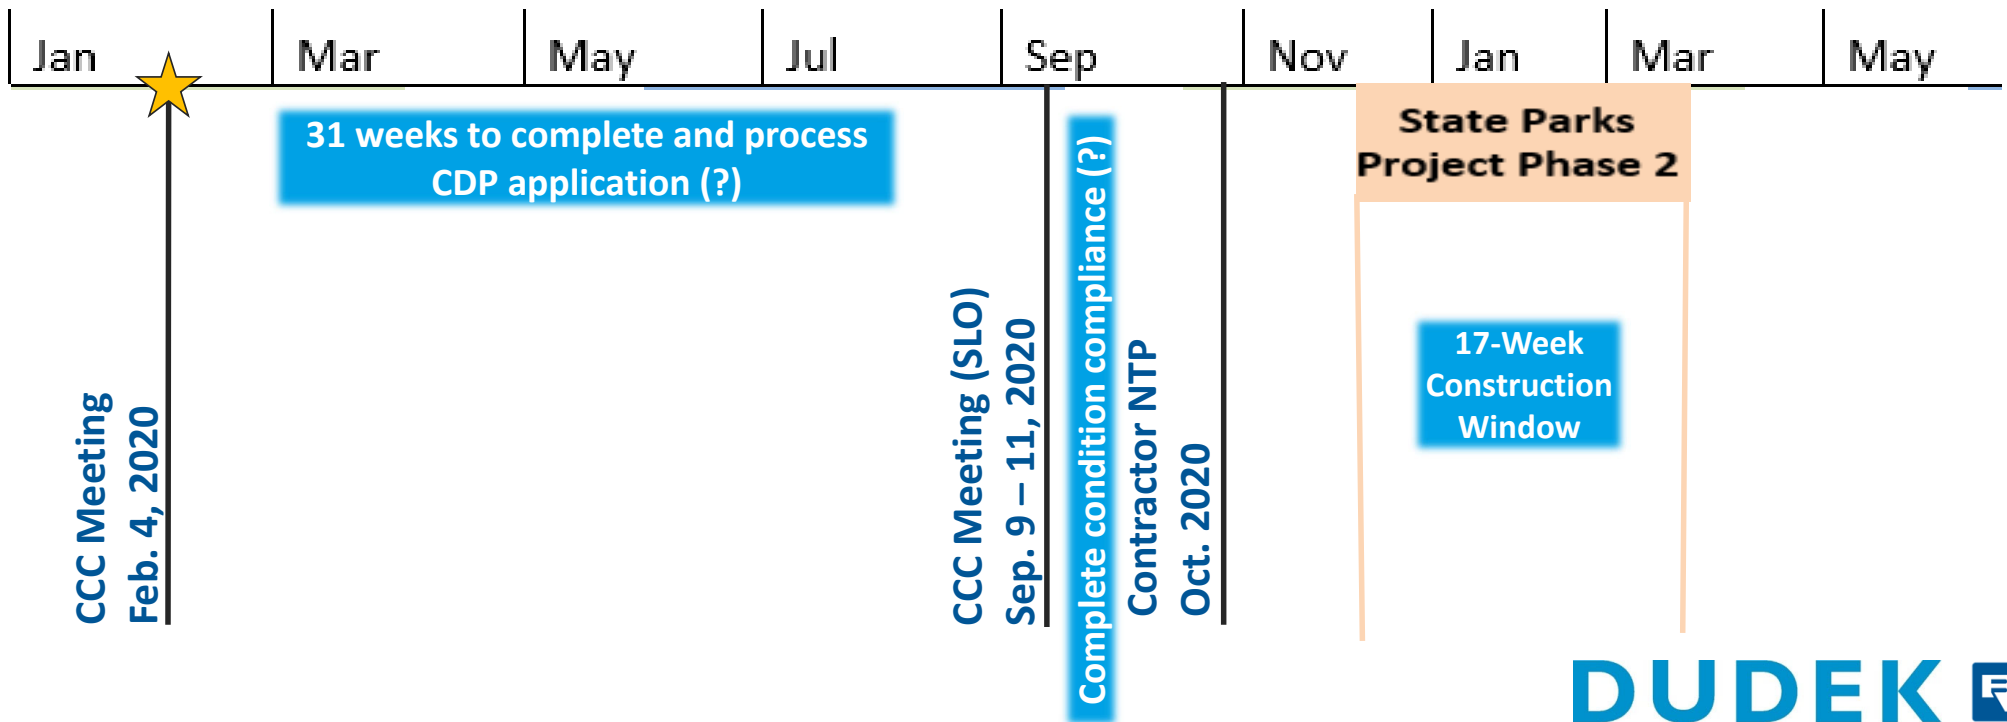 Jan Mar May Jul Sep Nov Jan Mar May
31 weeks to complete and process
CDP application (?)
State Parks
Project Phase 2
17-Week
Construction
Window
CCC Meeting
Feb. 4, 2020
CCC Meeting (SLO)
Sep. 9 – 11, 2020
Complete condition compliance (?)
Contractor NTP
Oct. 2020
DUDEK